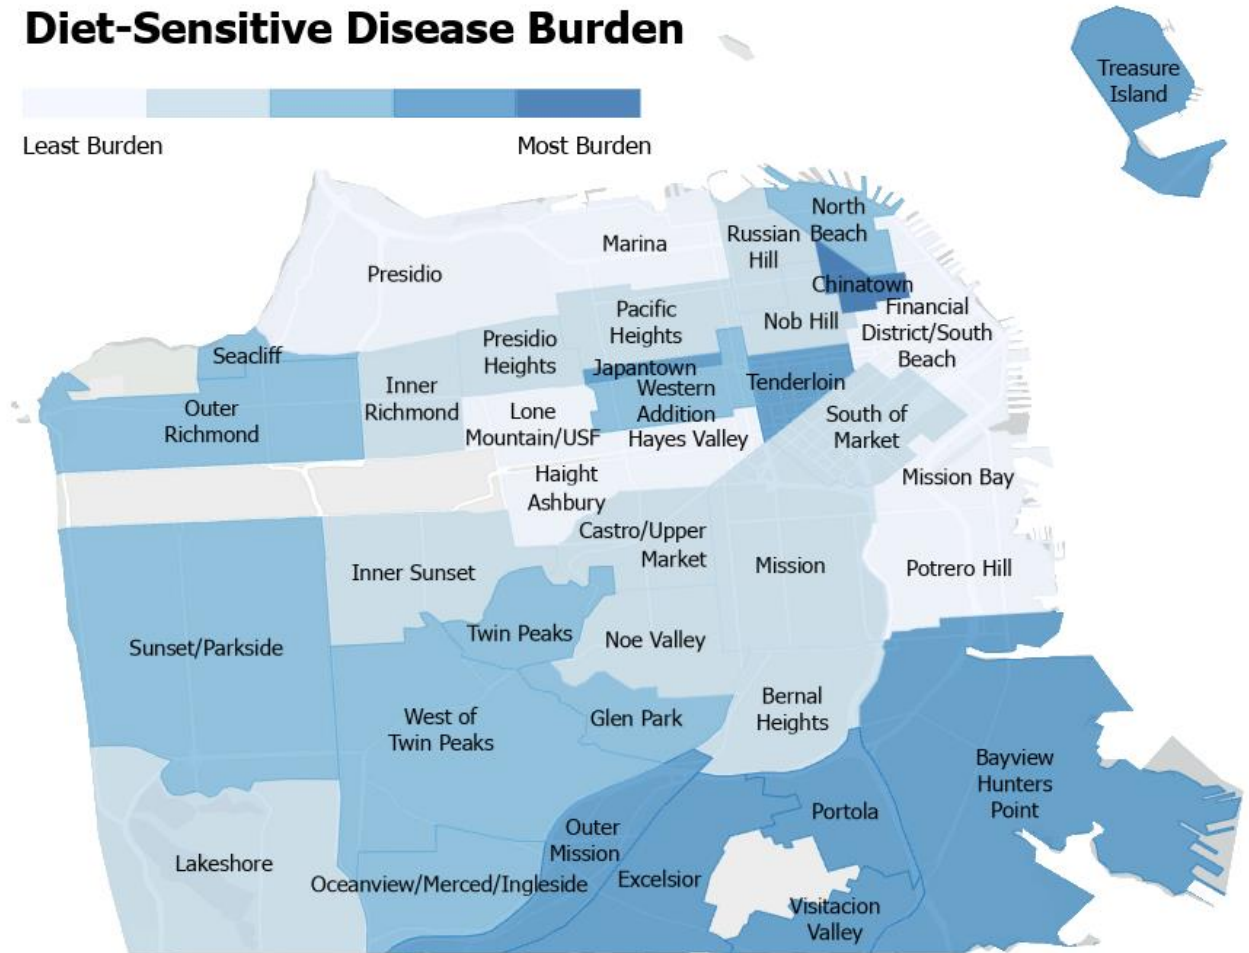 Diet-Sensitive Disease Burden
Least Burden
Most Burden
Treasure
Island
North
Beach
Russian
Hill
Marina
Presidio
Chinatown
Financial
District/South
Beach
Pacific
Heights
Nob Hill
Presidio
Heights
Seacliff
Japantown
Tenderloin
Inner
Richmond
Western
Addition
Outer
Richmond
Lone
Mountain/USF
Hayes Valley
South of
Market
Haight
Ashbury
Mission Bay
Castro/Upper
Market
Inner Sunset
Mission
Potrero Hill
Sunset/Parkside
Twin Peaks
Noe Valley
West of
Twin Peaks
Glen Park
Bernal
Heights
Bayview
Hunters
Point
Portola
Outer
Mission
Lakeshore
Oceanview/Merced/Ingleside
Excelsior
Visitacion
Valley